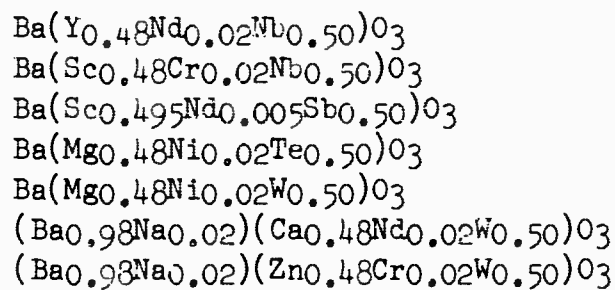 Ba(Y0.48Nd0.02Nb0.50)O3
Ba(Sc0.48Cr0.02Nb0.50)O3
Ba(Sc0.495Nd0.005Sb0.50)O3
Ba(Mg0.48Ni0.02Te0.50)O3
Ba(Mg0.48Ni0.02W0.50)O3
(Ba0.98Na0.02)(Ca0.48Nd0.02W0.50)O3
(Ba0.98Na0.02)(Zn0.48Cr0.02W0.50)O3